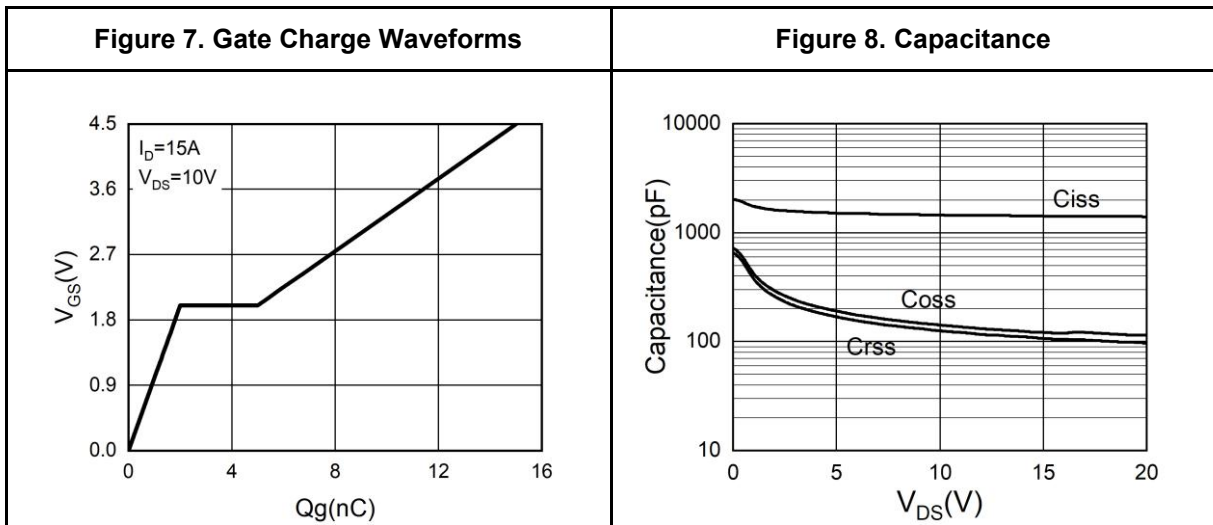 Figure 7. Gate Charge Waveforms
Figure 8. Capacitance
4.5
3.6
2.7
1.8
0.9
0.0
V_GS(V)
I_D=15A
V_DS=10V
0 4 8 12 16
Qg(nC)
10000
1000
100
10
Capacitance(pF)
Ciss
Coss
Crss
0 5 10 15 20
V_DS(V)